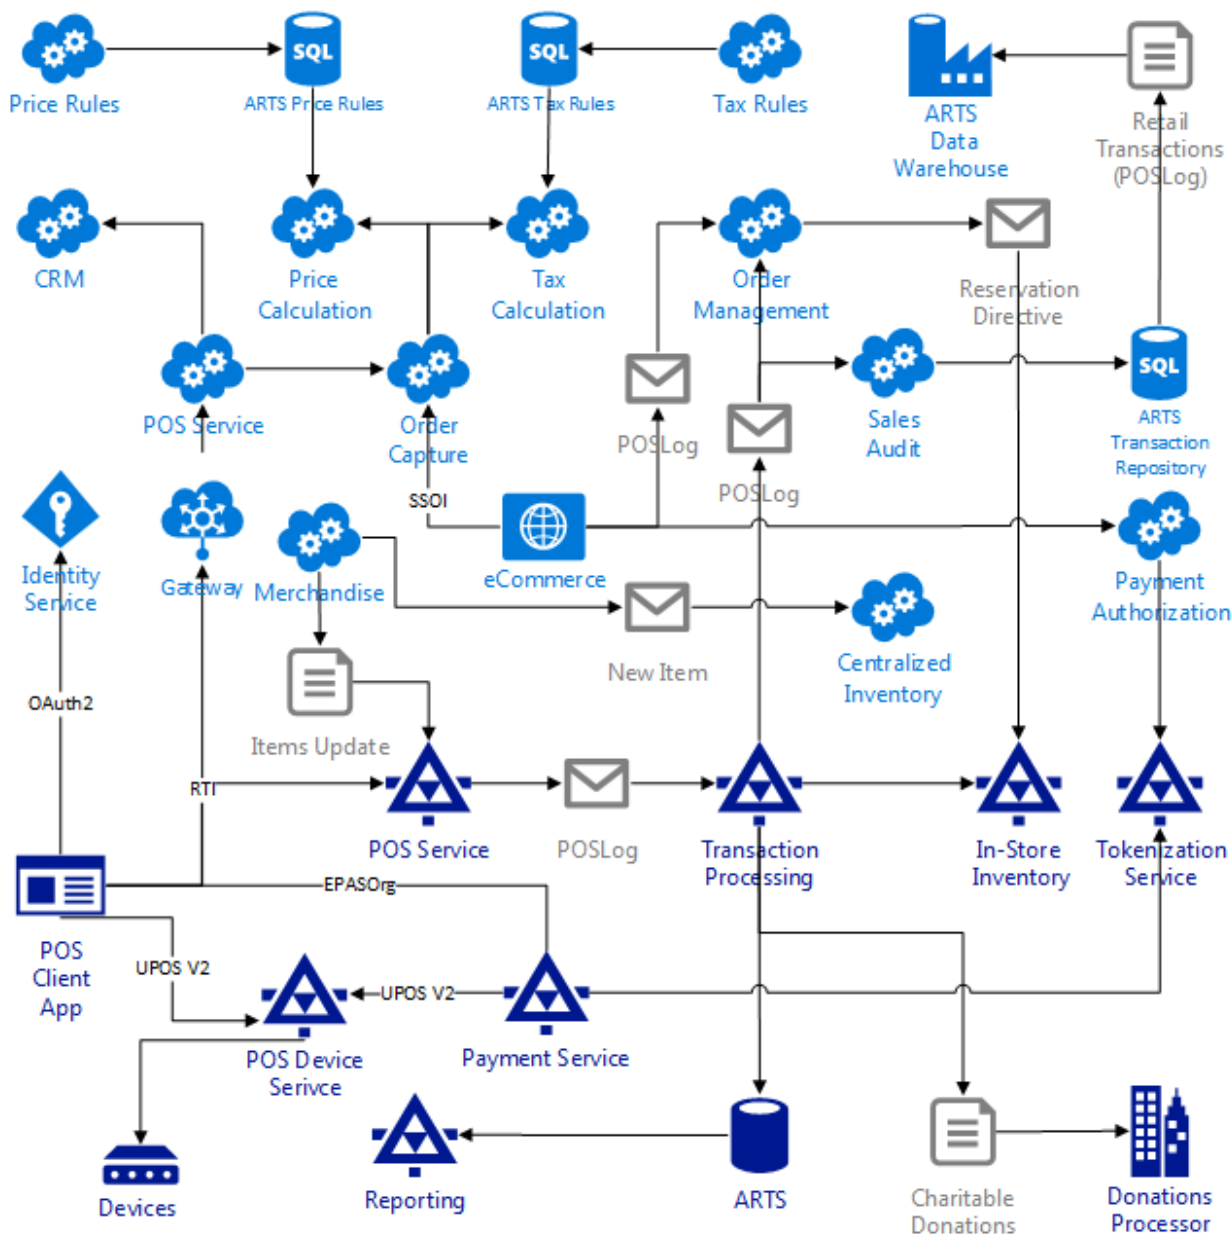 SQL
SQL
Price Rules
ARTS Price Rules
ARTS Tax Rules
Tax Rules
ARTS
Data
Warehouse
Retail
Transactions
(POSLog)
CRM
Price
Calculation
Tax
Calculation
Order
Management
Reservation
Directive
SQL
POS Service
Order
Capture
POSLog
POSLog
Sales
Audit
ARTS
Transaction
Repository
SSOI
Identity
Service
Gateway
Merchandise
eCommerce
Payment
Authorization
New Item
Centralized
Inventory
OAuth2
Items Update
RTI
POS Service
POSLog
Transaction
Processing
In-Store
Inventory
Tokenization
Service
EPASOrg
POS
Client
App
UPOS V2
UPOS V2
POS Device
Serivce
Payment Service
Devices
Reporting
ARTS
Charitable
Donations
Donations
Processor